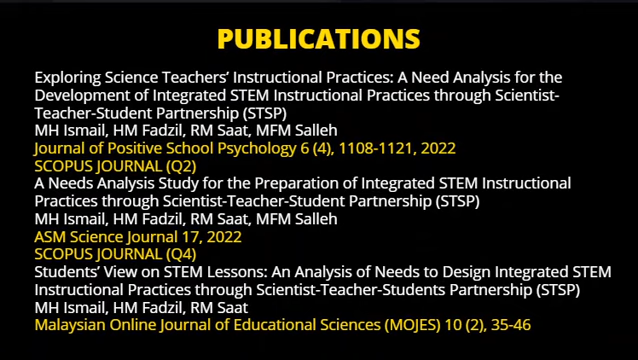 PUBLICATIONS
Exploring Science Teachers' Instructional Practices: A Need Analysis for the
Development of Integrated STEM Instructional Practices through Scientist-
Teacher-Student Partnership (STSP)
MH Ismail, HM Fadzil, RM Saat, MFM Salleh
Journal of Positive School Psychology 6 (4), 1108-1121, 2022
SCOPUS JOURNAL (Q2)
A Needs Analysis Study for the Preparation of Integrated STEM Instructional
Practices through Scientist-Teacher-Student Partnership (STSP)
MH Ismail, HM Fadzil, RM Saat, MFM Salleh
ASM Science Journal 17, 2022
SCOPUS JOURNAL (Q4)
Students' View on STEM Lessons: An Analysis of Needs to Design Integrated STEM
Instructional Practices through Scientist-Teacher-Students Partnership (STSP)
MH Ismail, HM Fadzil, RM Saat
Malaysian Online Journal of Educational Sciences (MOJES) 10 (2), 35-46